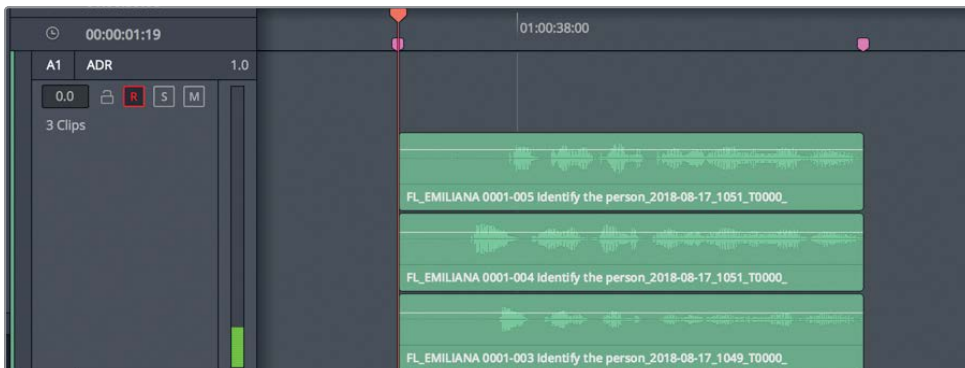 01:00:38:00
00:00:01:19
A1 ADR 1.0
0.0 R S M
3 Clips
FL_EMILIANA 0001-005 Identify the person_2018-08-17_1051_T0000_
FL_EMILIANA 0001-004 Identify the person_2018-08-17_1051_T0000_
FL_EMILIANA 0001-003 Identify the person_2018-08-17_1049_T0000_